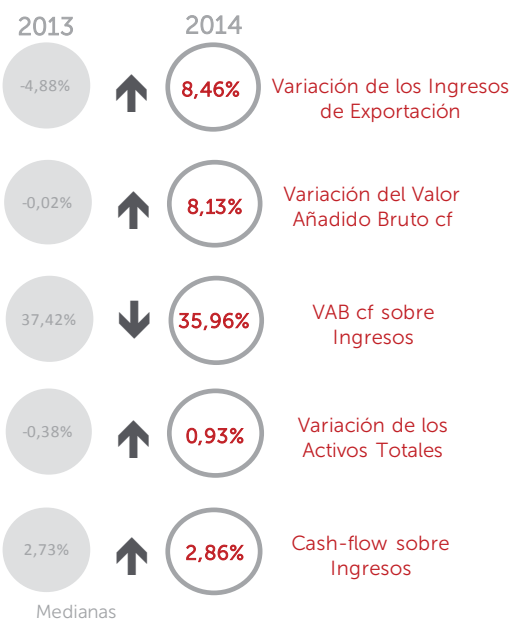 2013 2014
-4,88% 8,46% Variación de los Ingresos
de Exportación
-0,02% 8,13% Variación del Valor
Añadido Bruto cf
37,42% 35,96% VAB cf sobre
Ingresos
-0,38% 0,93% Variación de los
Activos Totales
2,73% 2,86% Cash-flow sobre
Ingresos
Medianas